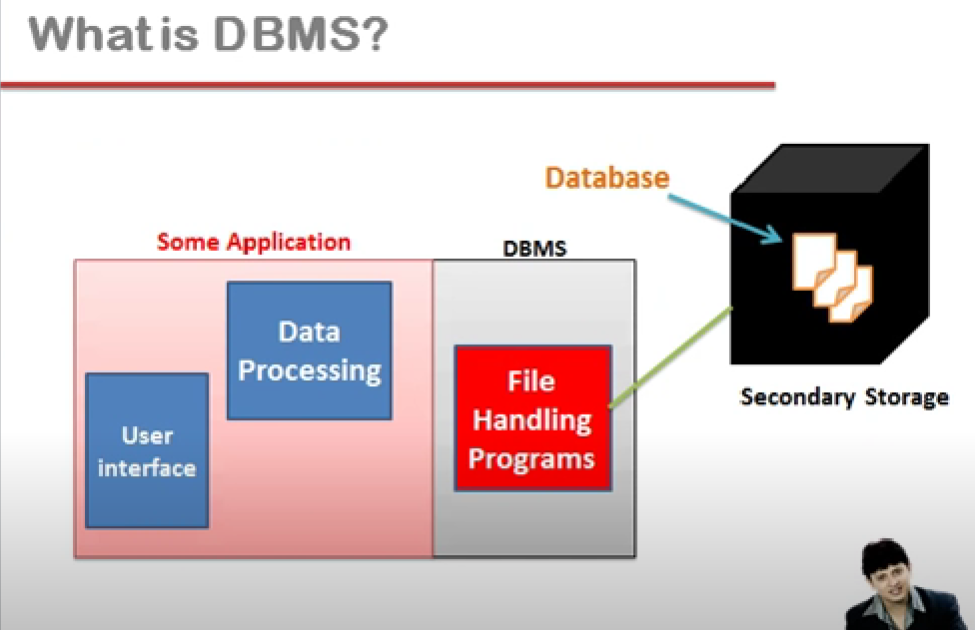 What is DBMS?
Database
Some Application
DBMS
Data
Processing
File
Handling
Programs
User
interface
Secondary Storage